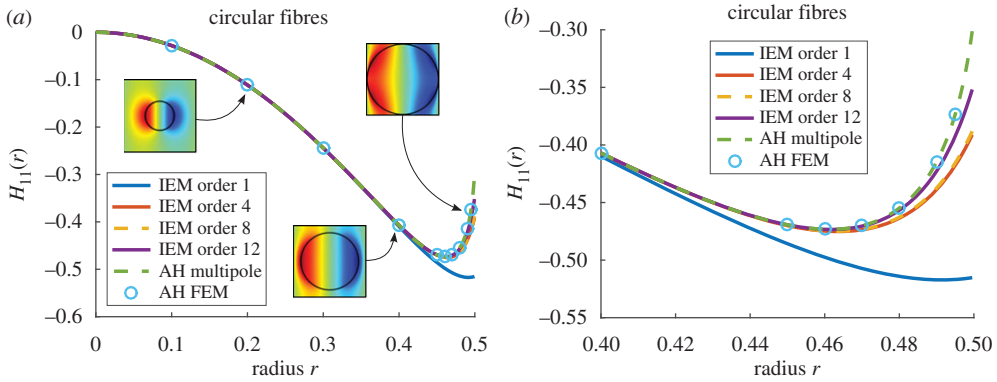 (a)
circular fibres
0
–0.1
–0.2
–0.3
–0.4
–0.5
–0.6
H11(r)
IEM order 1
IEM order 4
IEM order 8
IEM order 12
AH multipole
AH FEM
0 0.1 0.2 0.3 0.4 0.5
radius r
(b)
circular fibres
–0.30
–0.35
–0.40
–0.45
–0.50
–0.55
H11(r)
IEM order 1
IEM order 4
IEM order 8
IEM order 12
AH multipole
AH FEM
0.40 0.42 0.44 0.46 0.48 0.50
radius r